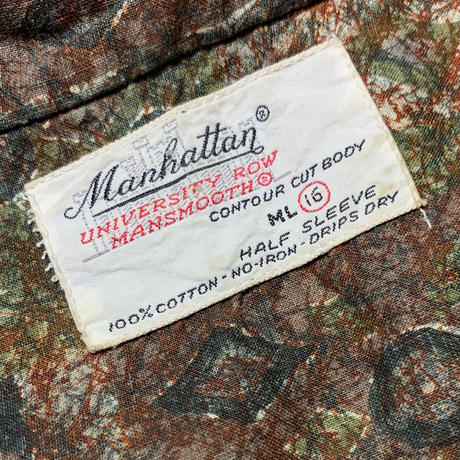 Manhattan®
UNIVERSITY ROW
MANSMOOTH®
CONTOUR CUT BODY
ML 16
HALF SLEEVE
100% COTTON - NO-IRON - DRIPS DRY